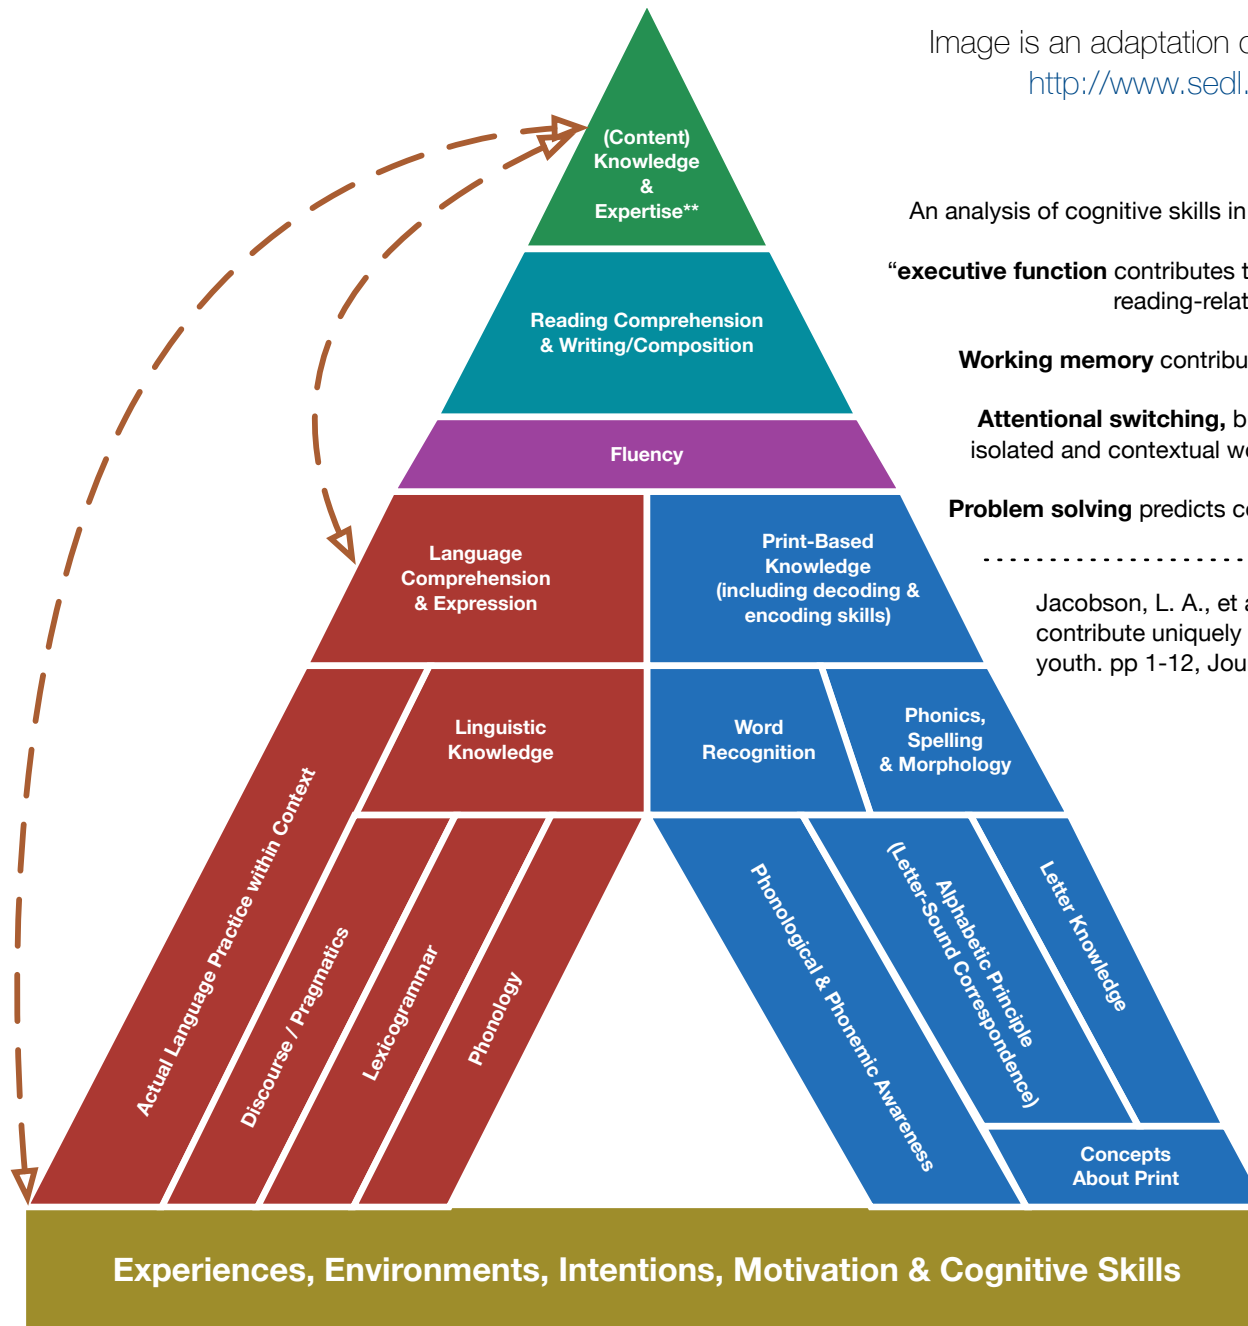 Image is an adaptation
http://www.sedl.
(Content)
Knowledge
&
Expertise**
An analysis of cognitive skills in
“executive function contributes
reading-relat
Working memory contribu
Attentional switching, b
isolated and contextual
Problem solving predicts
Jacobson, L. A., et
contribute uniquely
youth. pp 1-12, Jou
Reading Comprehension
& Writing/Composition
Fluency
Language
Comprehension
& Expression
Print-Based
Knowledge
(including decoding &
encoding skills)
Linguistic
Knowledge
Word
Recognition
Phonics,
Spelling
& Morphology
Actual Language Practice within Context
Discourse / Pragmatics
Lexicogrammar
Phonology
Phonological & Phonemic Awareness
Alphabetic Principle
(Letter-Sound Correspondence)
Letter Knowledge
Concepts
About Print
Experiences, Environments, Intentions, Motivation & Cognitive Skills